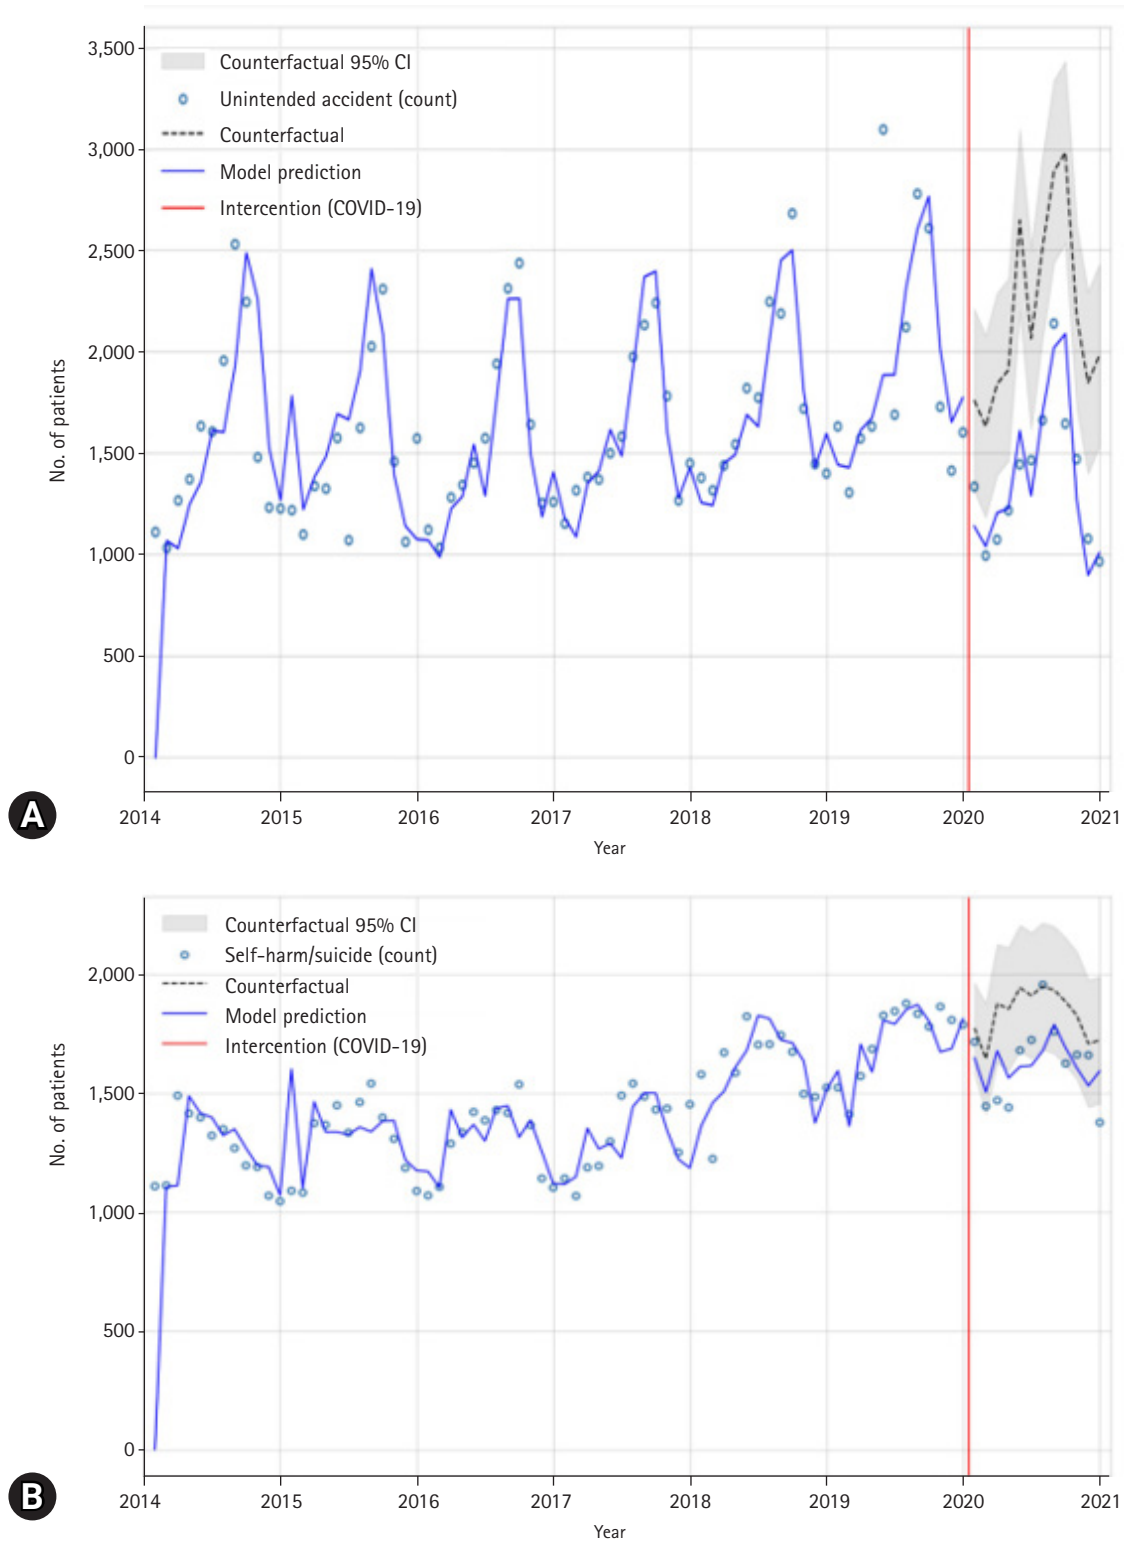 3,500
Counterfactual 95% CI
Unintended accident (count)
Counterfactual
Model prediction
Intercention (COVID-19)
3,000
2,500
2,000
1,500
1,000
500
0
No. of patients
2014 2015 2016 2017 2018 2019 2020 2021
Year
A
Counterfactual 95% CI
Self-harm/suicide (count)
Counterfactual
Model prediction
Intercention (COVID-19)
2,000
1,500
1,000
500
0
No. of patients
2014 2015 2016 2017 2018 2019 2020 2021
Year
B